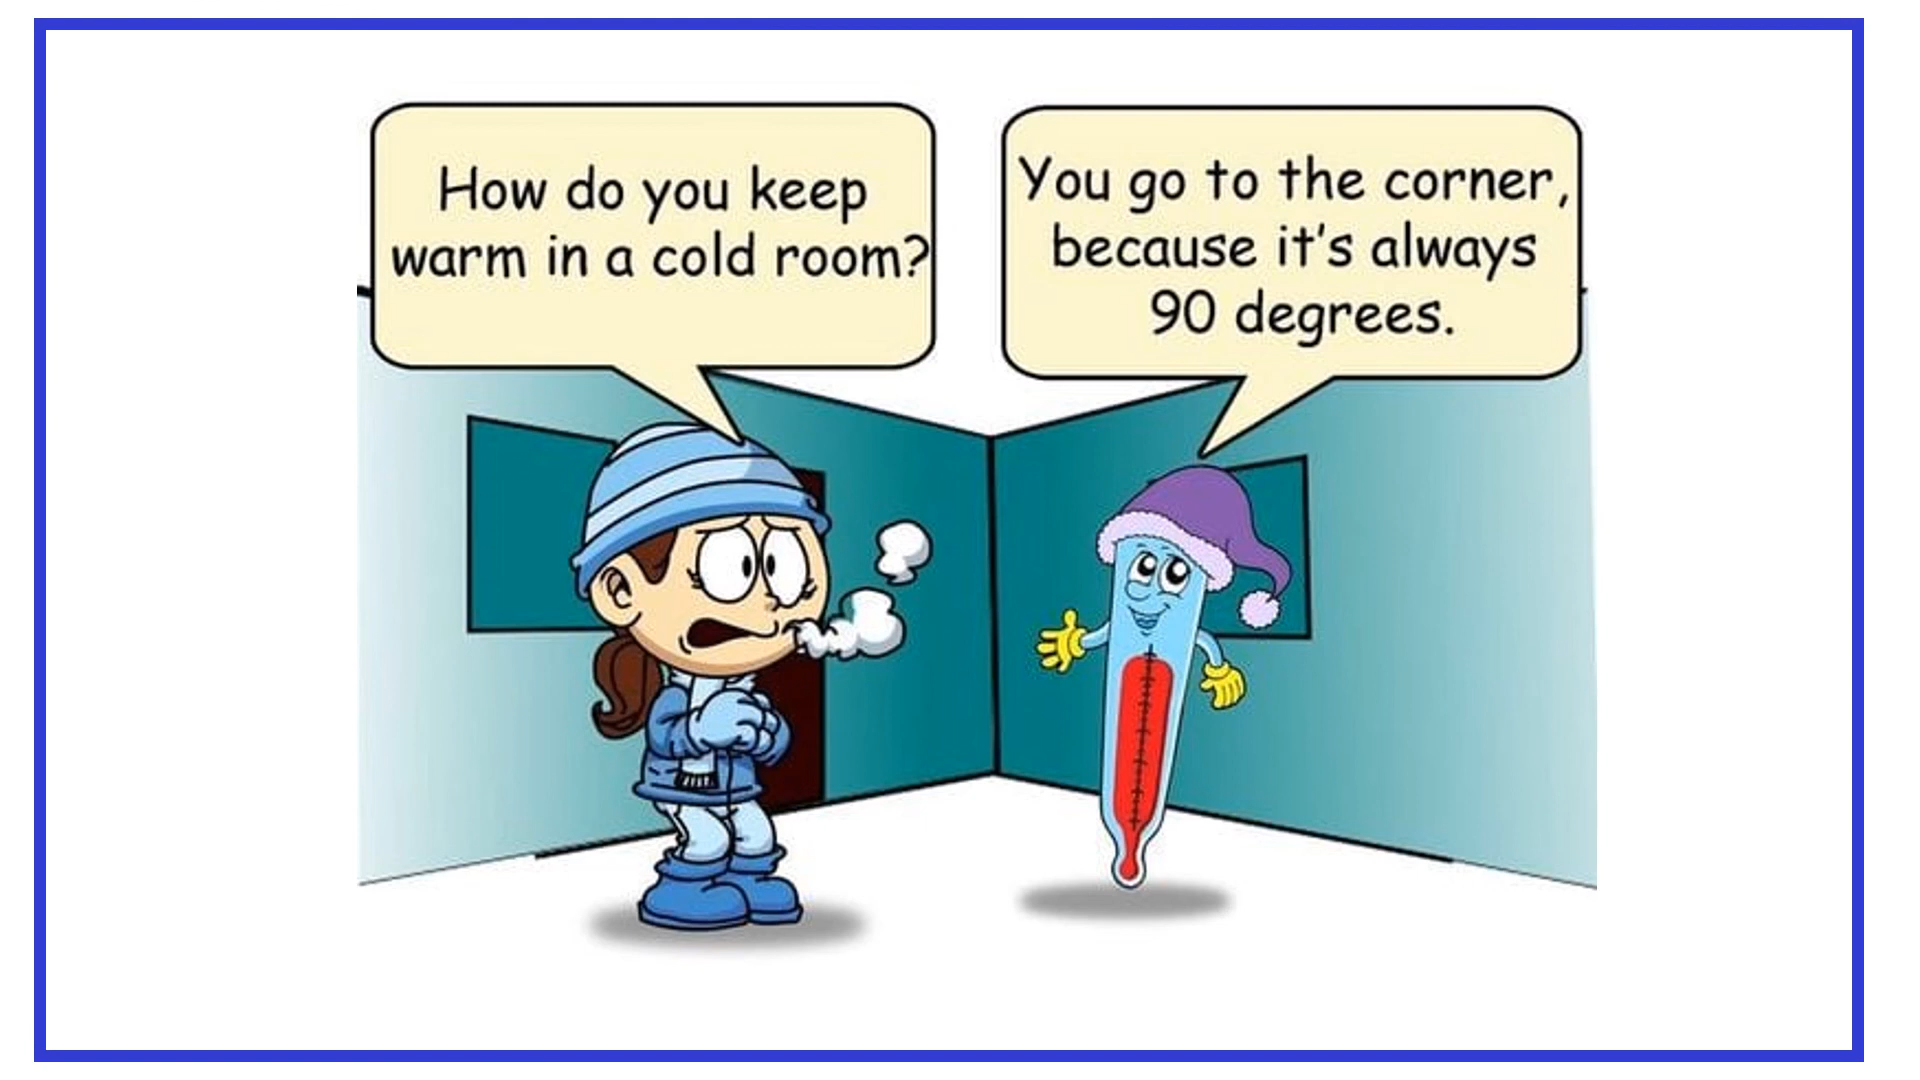 How do you keep
warm in a cold room?
You go to the corner,
because it's always
90 degrees.